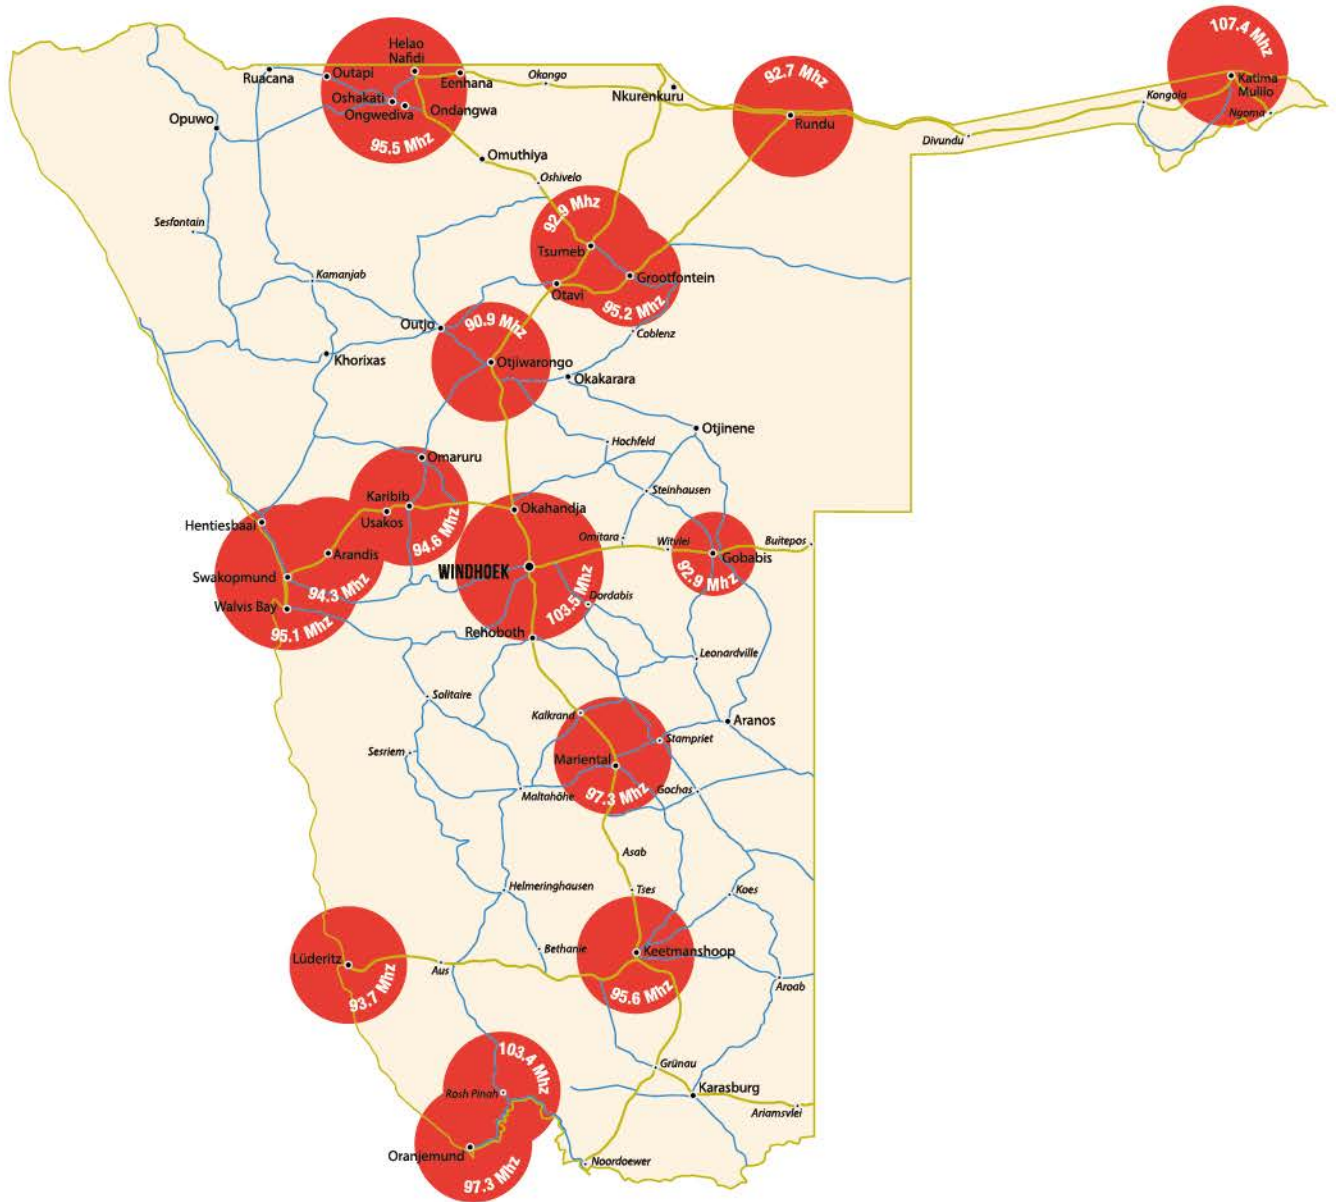 107.4 Mhz
Katima
Mulilo
Kongola
Ngoma
Helao
Nafidi
Ruacana
Outapi
Eenhana
Okongo
92.7 Mhz
Nkurenkuru
Oshakati
Ongwediva
Ondangwa
Opuwo
Rundu
Divundu
95.5 Mhz
Omuthiya
Oshivelo
Sesfontein
92.9 Mhz
Tsumeb
Kamanjab
Grootfontein
Otavi
95.2 Mhz
Outjo
90.9 Mhz
Coblenz
Khorixas
Otjiwarongo
Okakarara
Otjinene
Hochfeld
Omaruru
Steinhausen
Karibib
Usakos
94.6 Mhz
Okahandja
Hentiesbaai
Omitara
Witvlei
Buitepos
Arandis
Gobabis
WINDHOEK
92.9 Mhz
Swakopmund
94.3 Mhz
103.5 Mhz
Dordabis
Walvis Bay
95.1 Mhz
Rehoboth
Leonardville
Solitaire
Kalkrand
Aranos
Stampriet
Sesriem
Mariental
97.3 Mhz
Maltahöhe
Gochas
Asab
Helmeringhausen
Tses
Koes
Bethanie
Keetmanshoop
Lüderitz
Aus
93.7 Mhz
95.6 Mhz
Aroab
103.4 Mhz
Grünau
Rosh Pinah
Karasburg
Ariamsvlei
Oranjemund
97.3 Mhz
Noordoewer